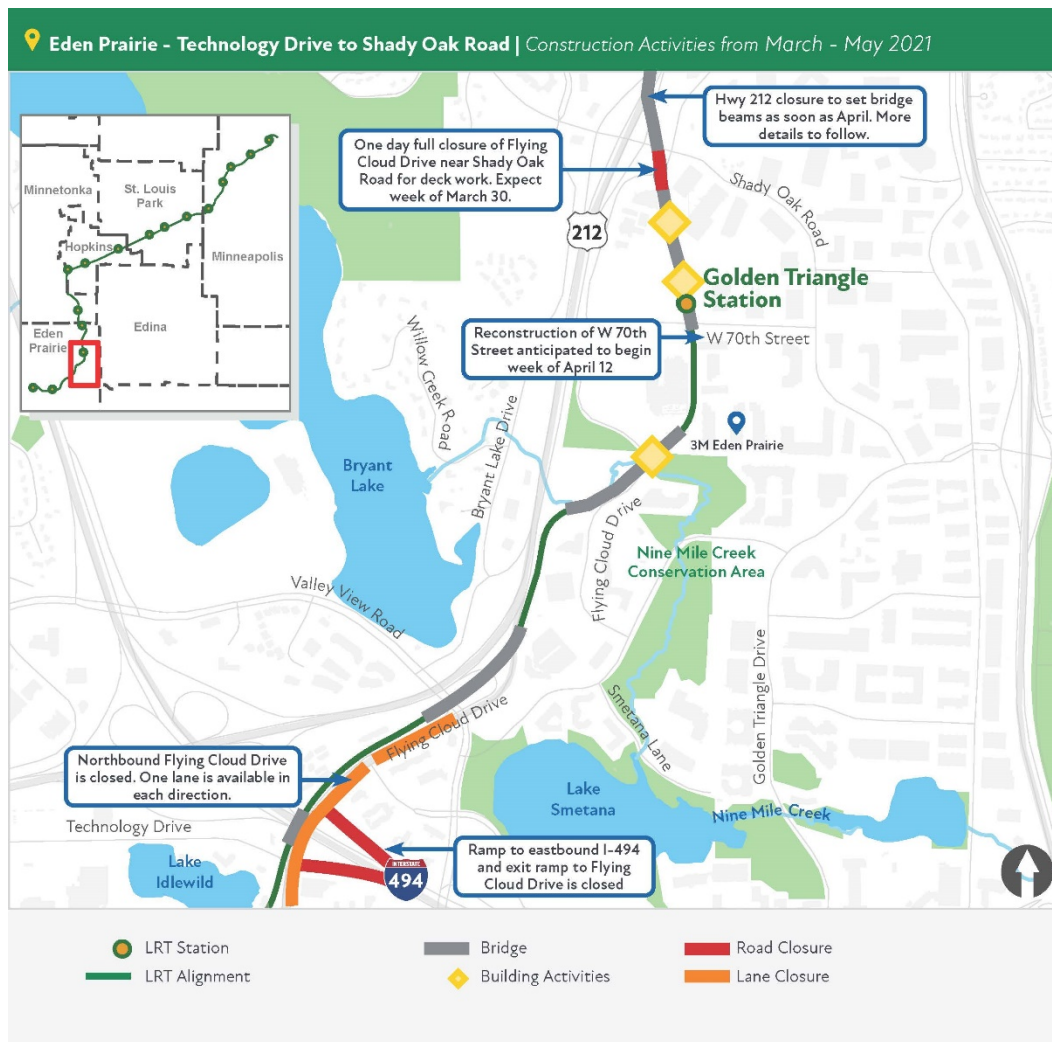 Eden Prairie - Technology Drive to Shady Oak Road | Construction Activities from March - May 2021
Hwy 212 closure to set bridge
beams as soon as April. More
details to follow.
One day full closure of Flying
Cloud Drive near Shady Oak
Road for deck work. Expect
week of March 30.
Minnetonka
St. Louis
Park
Hopkins
Minneapolis
Edina
Eden
Prairie
212
Shady Oak Road
Golden Triangle
Station
Reconstruction of W 70th
Street anticipated to begin
week of April 12
W 70th Street
Willow Creek Road
Bryant Lake Drive
Bryant
Lake
3M Eden Prairie
Flying Cloud Drive
Nine Mile Creek
Conservation Area
Valley View Road
Golden Triangle Drive
Smetana Lane
Flying Cloud Drive
Northbound Flying Cloud Drive
is closed. One lane is available in
each direction.
Lake
Smetana
Nine Mile Creek
Technology Drive
Lake
Idlewild
INTERSTATE
494
Ramp to eastbound I-494
and exit ramp to Flying
Cloud Drive is closed
LRT Station
Bridge
Road Closure
LRT Alignment
Building Activities
Lane Closure